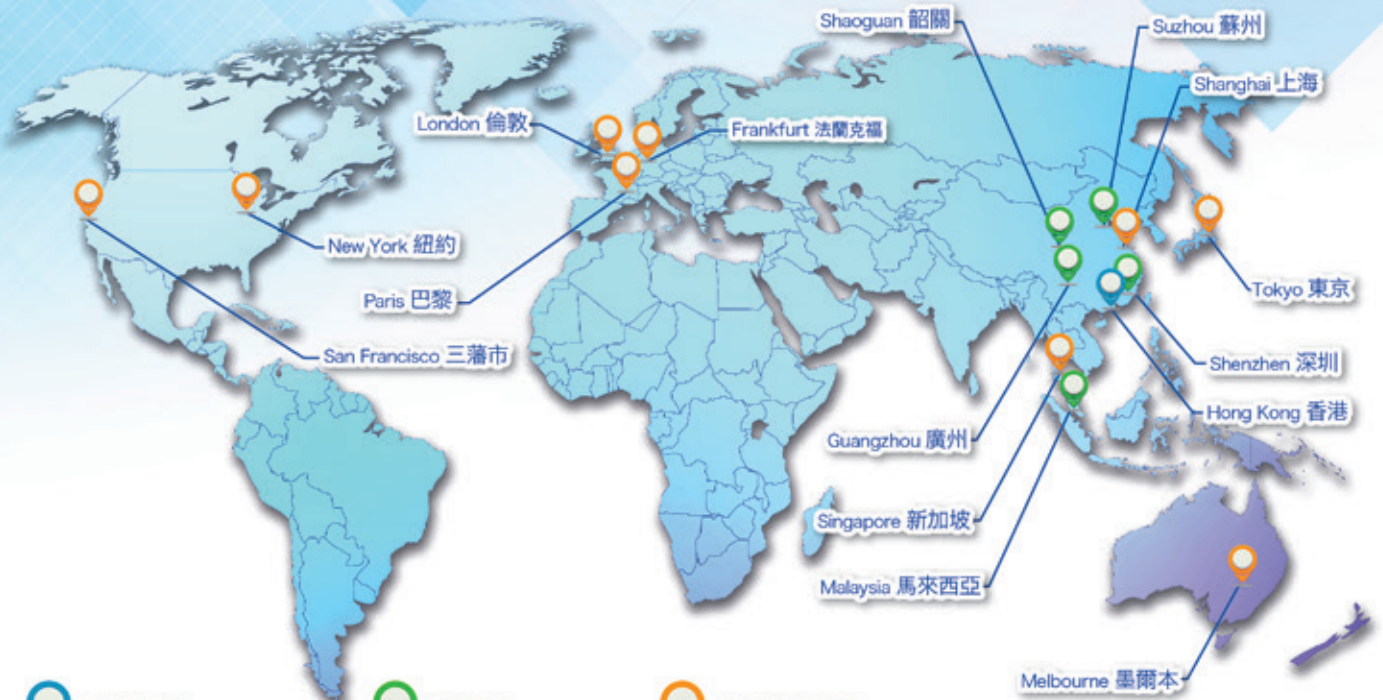 Shaoguan 韶關
Suzhou 蘇州
Shanghai 上海
London 倫敦
Frankfurt 法蘭克福
New York 紐約
Paris 巴黎
Tokyo 東京
San Francisco 三藩市
Shenzhen 深圳
Hong Kong 香港
Guangzhou 廣州
Singapore 新加坡
Malaysia 馬來西亞
Melbourne 墨爾本